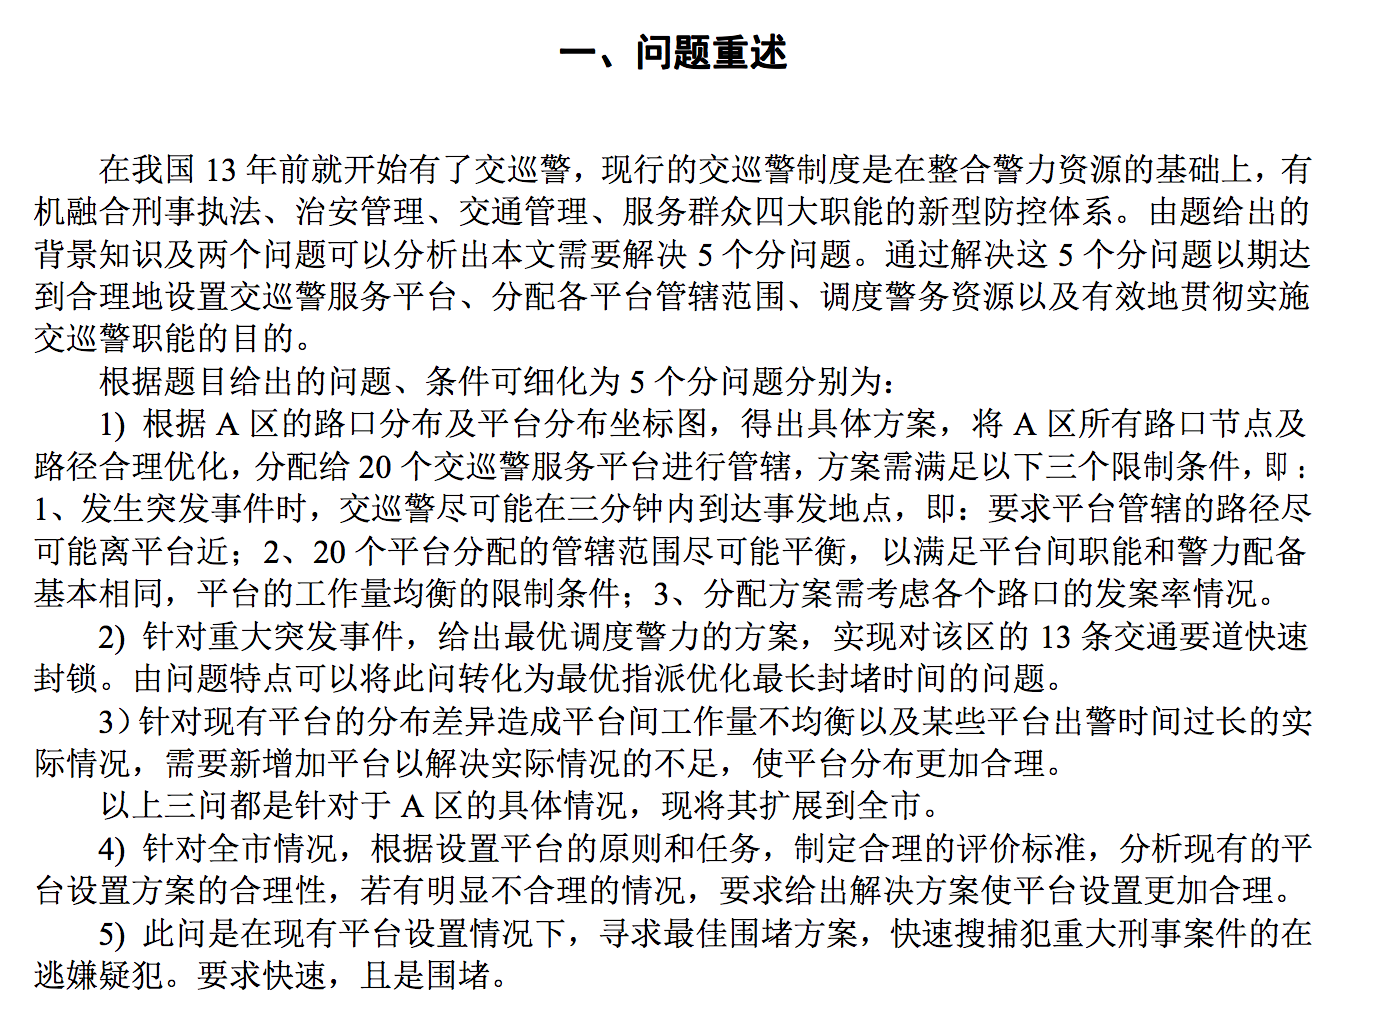 一、问题重述
在我国 13 年前就开始有了交巡警，现行的交巡警制度是在整合警力资源的基础上，有
机融合刑事执法、治安管理、交通管理、服务群众四大职能的新型防控体系。由题给出的
背景知识及两个问题可以分析出本文需要解决 5 个分问题。通过解决这 5 个分问题以期达
到合理地设置交巡警服务平台、分配各平台管辖范围、调度警务资源以及有效地贯彻实施
交巡警职能的目的。
根据题目给出的问题、条件可细化为 5 个分问题分别为：
1) 根据 A 区的路口分布及平台分布坐标图，得出具体方案，将 A 区所有路口节点及
路径合理优化，分配给 20 个交巡警服务平台进行管辖，方案需满足以下三个限制条件，即：
1、发生突发事件时，交巡警尽可能在三分钟内到达事发地点，即：要求平台管辖的路径尽
可能离平台近；2、20 个平台分配的管辖范围尽可能平衡，以满足平台间职能和警力配备
基本相同，平台的工作量均衡的限制条件；3、分配方案需考虑各个路口的发案率情况。
2) 针对重大突发事件，给出最优调度警力的方案，实现对该区的 13 条交通要道快速
封锁。由问题特点可以将此问转化为最优指派优化最长封堵时间的问题。
3）针对现有平台的分布差异造成平台间工作量不均衡以及某些平台出警时间过长的实
际情况，需要新增加平台以解决实际情况的不足，使平台分布更加合理。
以上三问都是针对于 A 区的具体情况，现将其扩展到全市。
4) 针对全市情况，根据设置平台的原则和任务，制定合理的评价标准，分析现有的平
台设置方案的合理性，若有明显不合理的情况，要求给出解决方案使平台设置更加合理。
5) 此问是在现有平台设置情况下，寻求最佳围堵方案，快速搜捕犯重大刑事案件的在
逃嫌疑犯。要求快速，且是围堵。